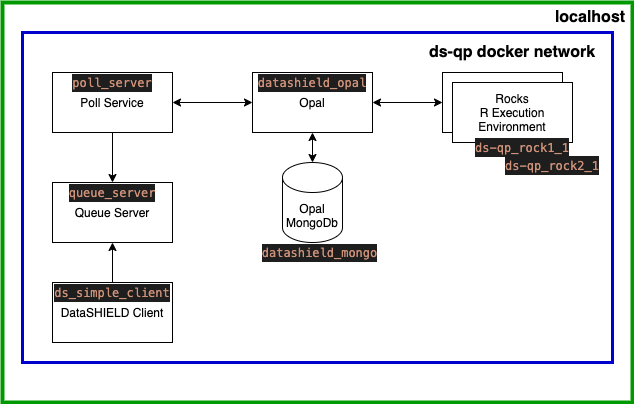 localhost
ds-qp docker network
poll_server
Poll Service
datashield_opal
Opal
Rocks
R Execution
Environment
ds-qp_rock1_1
ds-qp_rock2_1
queue_server
Queue Server
Opal
MongoDb
datashield_mongo
ds_simple_client
DataSHIELD Client